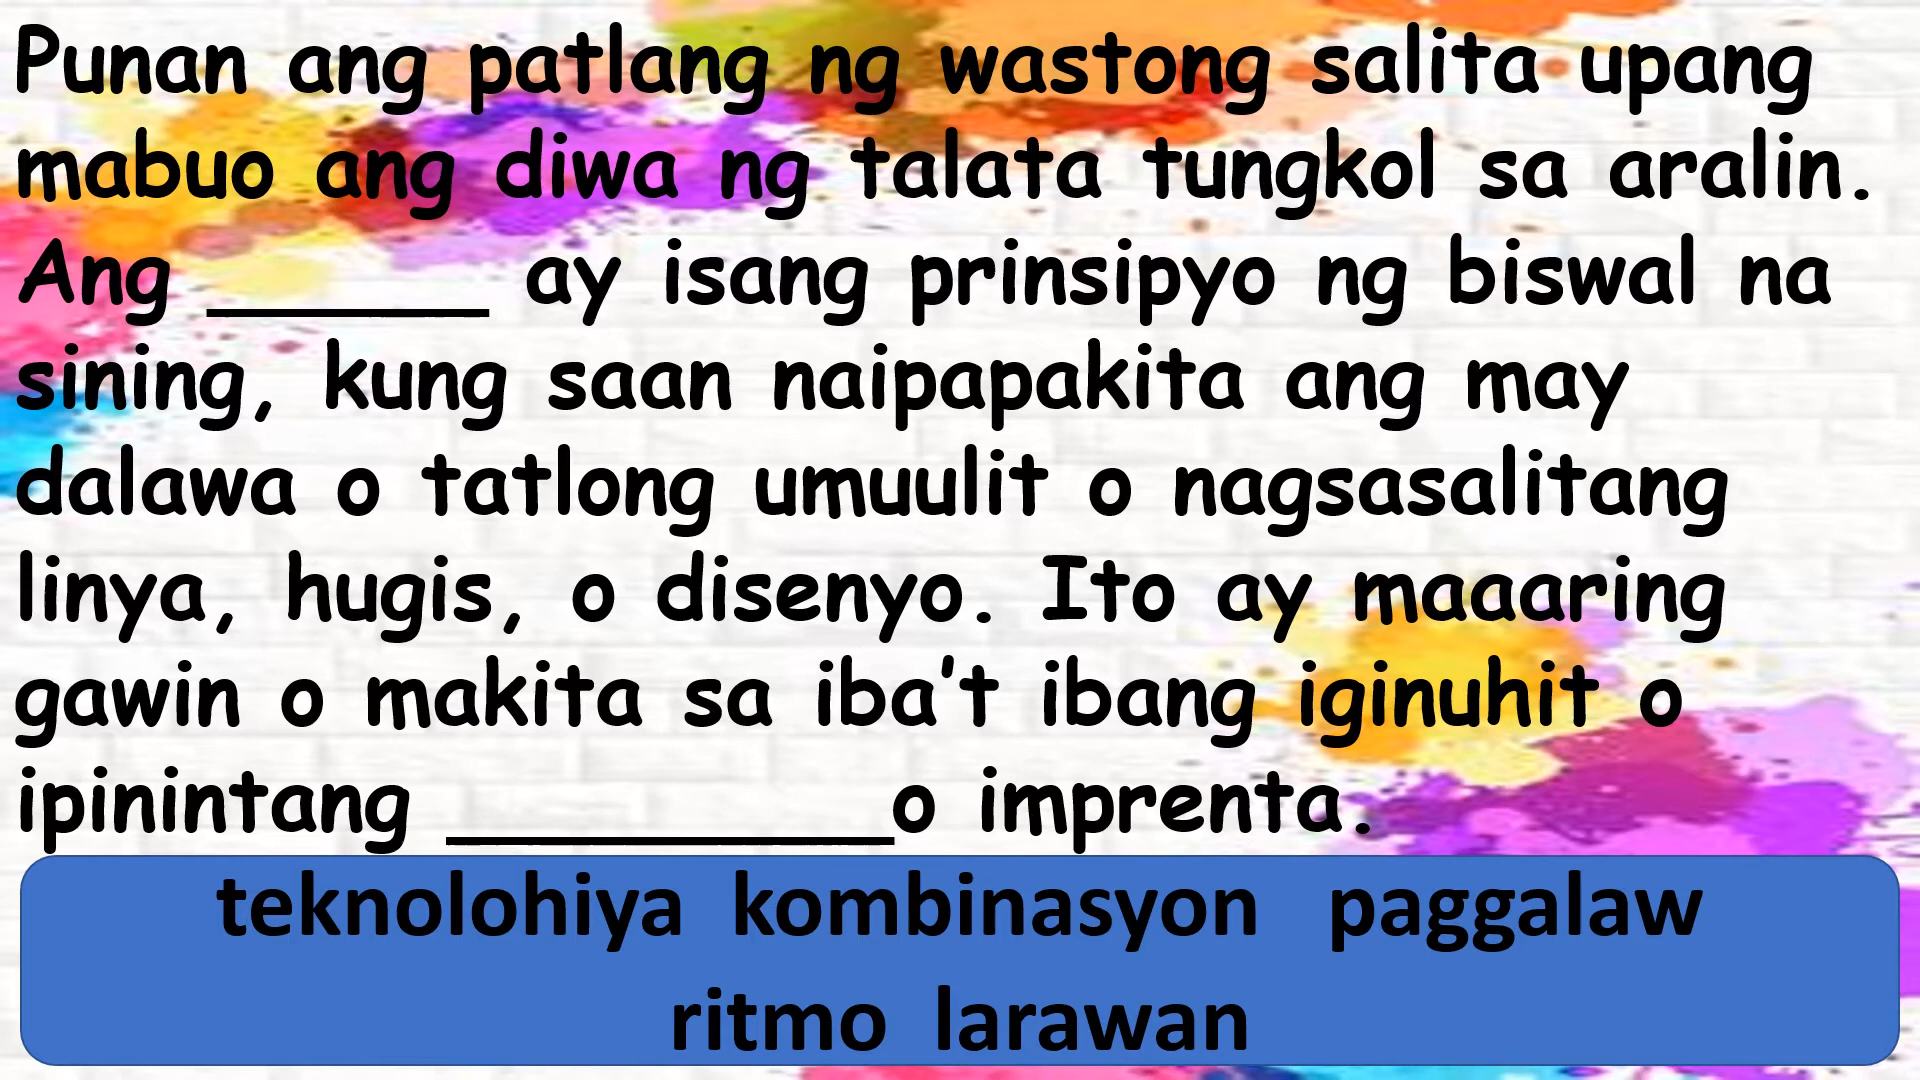 Punan ang patlang ng wastong salita upang
mabuo ang diwa ng talata tungkol sa aralin.
Ang ______ ay isang prinsipyo ng biswal na
sining, kung saan naipapakita ang may
dalawa o tatlong umuulit o nagsasalitang
linya, hugis, o disenyo. Ito ay maaaring
gawin o makita sa iba’t ibang iginuhit o
ipinintang __________o imprenta.
teknolohiya kombinasyon paggalaw
ritmo larawan